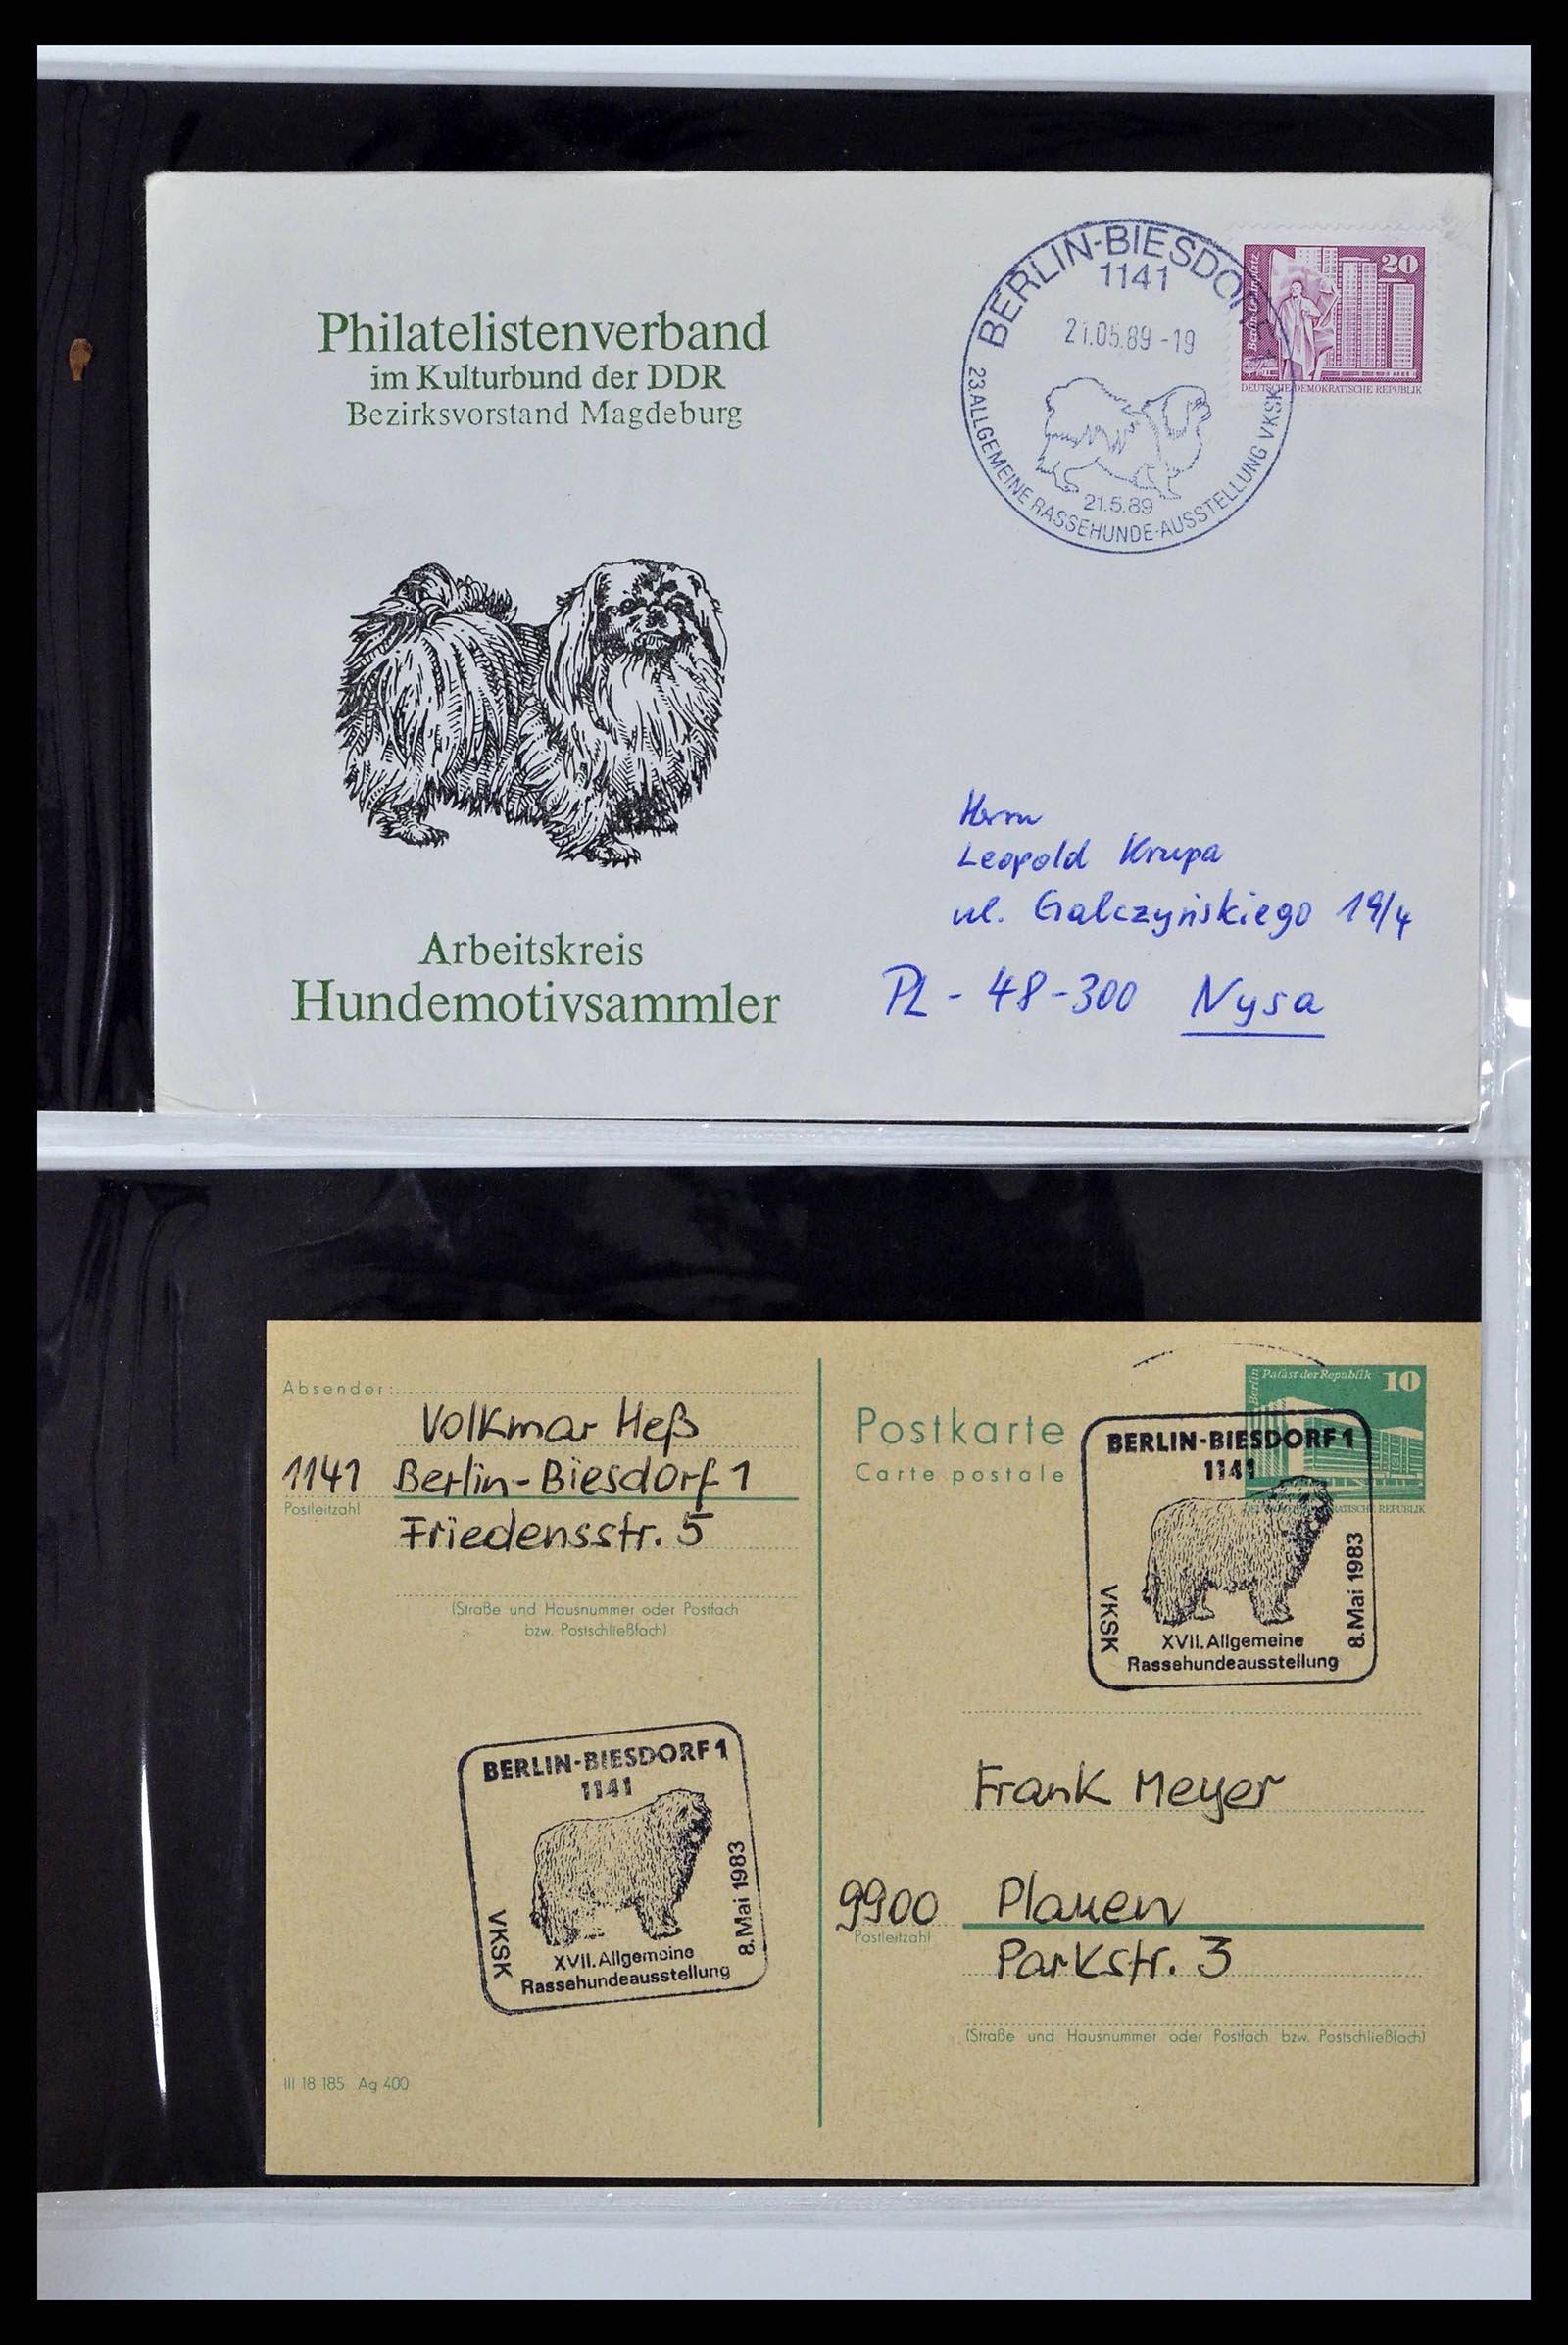 Philatelistenverband
im Kulturbund der DDR
Bezirksvorstand Magdeburg
BERLIN-BIESDORF
1141
21.05.89-19
21.5.89
23.ALLGEMEINE RASSEHUNDE-AUSSTELLUNG VKSK
Berlin-Leninplatz
20
DEUTSCHE DEMOKRATISCHE REPUBLIK
Herrn
Leopold Krupa
ul. Galczyńskiego 19/4
PL - 48-300 Nysa
Arbeitskreis
Hundemotivsammler
Absender:
Volkmar Heß
1141 Berlin-Biesdorf 1
Postleitzahl
Friedensstr. 5
(Straße und Hausnummer oder Postfach
bzw. Postschließfach)
BERLIN-BIESDORF 1
1141
VKSK
8.Mai 1983
XVII.Allgemeine
Rassehundeausstellung
III 18 185 Ag 400
Postkarte
Carte postale
Berlin
Palast der Republik 10
BERLIN-BIESDORF 1
1141
REPUBLIK
VKSK
8.Mai 1983
XVII.Allgemeine
Rassehundeausstellung
Frank Meyer
9900 Plauen
Postleitzahl
Parkstr. 3
(Straße und Hausnummer oder Postfach bzw. Postschließfach)